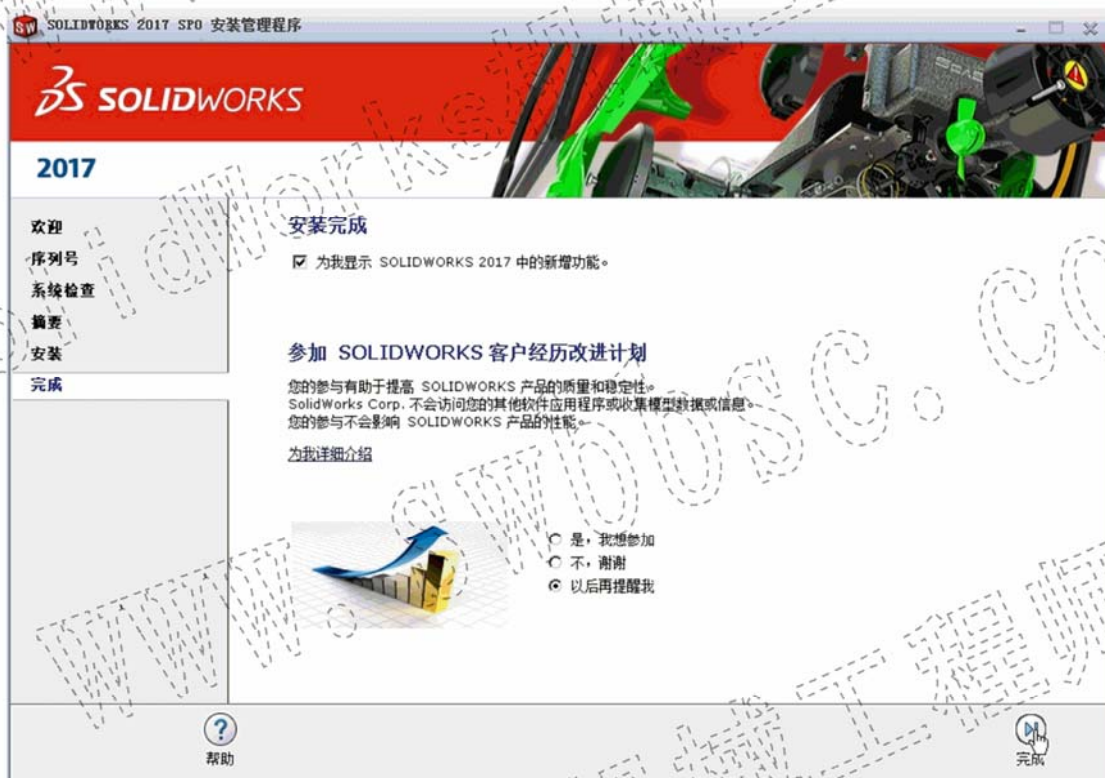 SOLIDWORKS 2017 SP0 安装管理程序
SOLIDWORKS
2017
欢迎
序列号
系统检查
摘要
安装
完成
安装完成
为我显示 SOLIDWORKS 2017 中的新增功能。
参加 SOLIDWORKS 客户经历改进计划
您的参与有助于提高 SOLIDWORKS 产品的质量和稳定性。
SolidWorks Corp. 不会访问您的其他软件应用程序或收集模型数据或信息。
您的参与不会影响 SOLIDWORKS 产品的性能。
为我详细介绍
是，我想参加
不，谢谢
以后再提醒我
帮助
完成